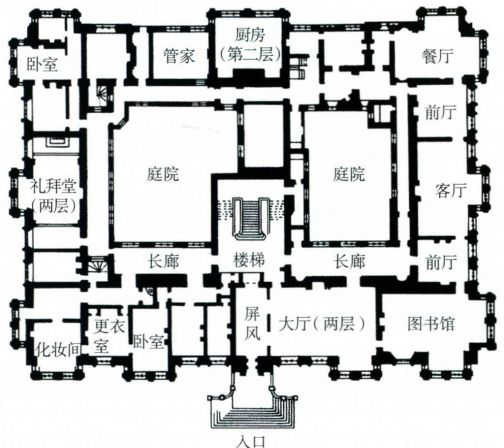 厨房
(第二层)
管家
卧室
餐厅
前厅
礼拜堂
(两层)
庭院
庭院
客厅
长廊
楼梯
长廊
前厅
屏
风
大厅(两层)
图书馆
更衣
室
卧室
化妆间
入口